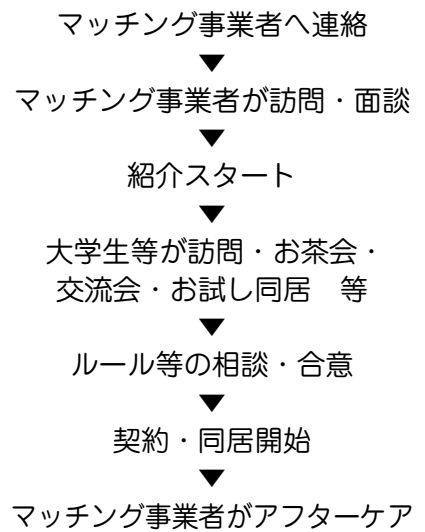 マッチング事業者へ連絡
▼
マッチング事業者が訪問・面談
▼
紹介スタート
▼
大学生等が訪問・お茶会・
交流会・お試し同居　等
▼
ルール等の相談・合意
▼
契約・同居開始
▼
マッチング事業者がアフターケア